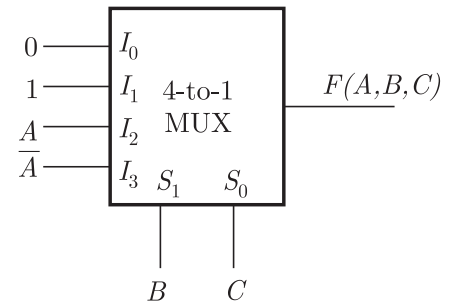 0 I₀
1 I₁ 4-to-1 F(A,B,C)
A I₂ MUX
A̅ I₃ S₁ S₀
B C